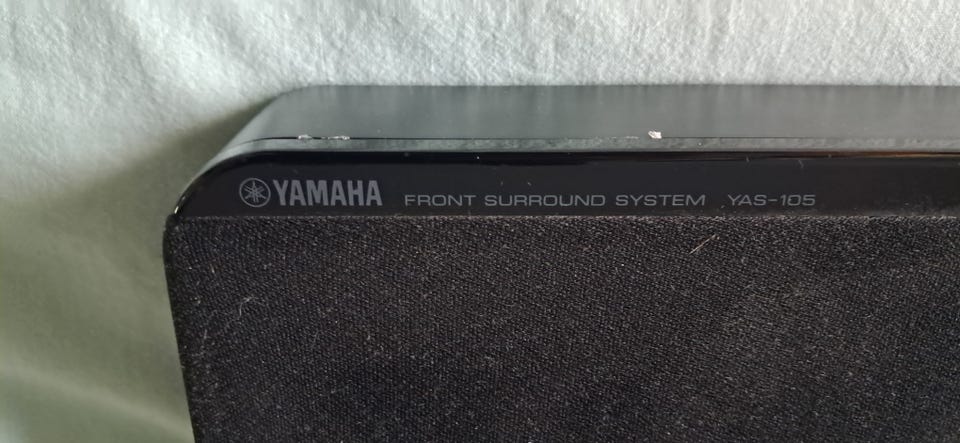 YAMAHA FRONT SURROUND SYSTEM YAS-105